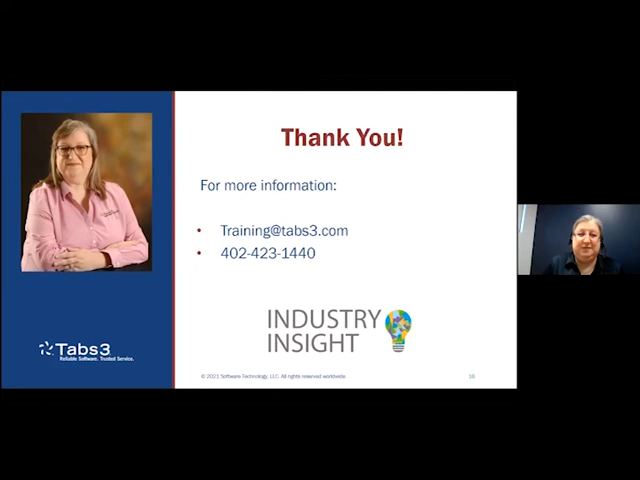 Thank You!
For more information:
• Training@tabs3.com
• 402-423-1440
INDUSTRY
INSIGHT
Tabs3
Reliable Software. Trusted Service.
© 2021 Software Technology, LLC. All rights reserved worldwide